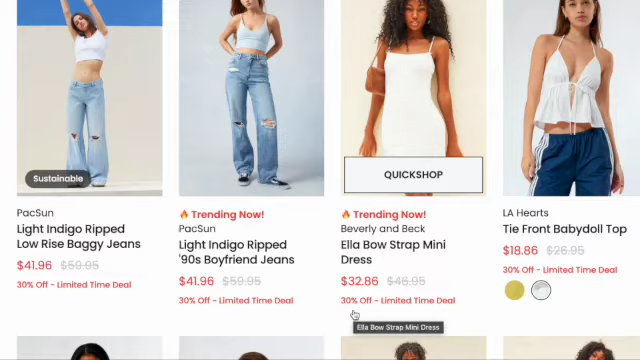 Sustainable
PacSun
Light Indigo Ripped
Low Rise Baggy Jeans
$41.96 $59.95
30% Off - Limited Time Deal
🔥 Trending Now!
PacSun
Light Indigo Ripped
'90s Boyfriend Jeans
$41.96 $59.95
30% Off - Limited Time Deal
QUICKSHOP
🔥 Trending Now!
Beverly and Beck
Ella Bow Strap Mini
Dress
$32.86 $46.95
30% Off - Limited Time Deal
Ella Bow Strap Mini Dress
LA Hearts
Tie Front Babydoll Top
$18.86 $26.95
30% Off - Limited Time Deal